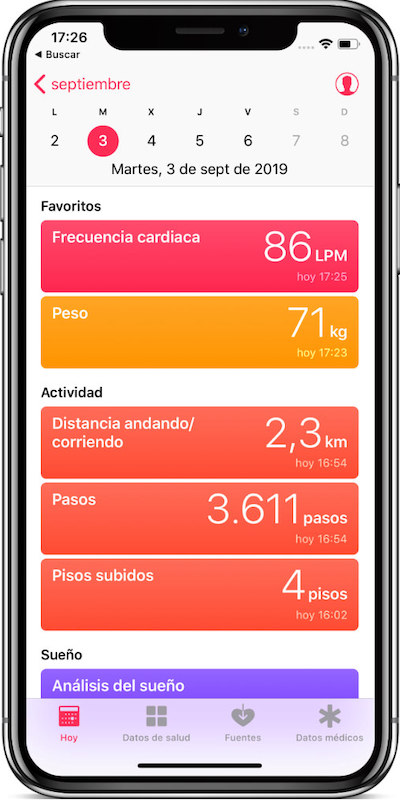 17:26
◀ Buscar
septiembre
L M X J V S D
2 3 4 5 6 7 8
Martes, 3 de sept de 2019
Favoritos
Frecuencia cardiaca
86 LPM
hoy 17:25
Peso
71 kg
hoy 17:23
Actividad
Distancia andando/
corriendo
2,3 km
hoy 16:54
Pasos
3.611 pasos
hoy 16:54
Pisos subidos
4 pisos
hoy 16:02
Sueño
Análisis del sueño
Hoy
Datos de salud
Fuentes
Datos médicos